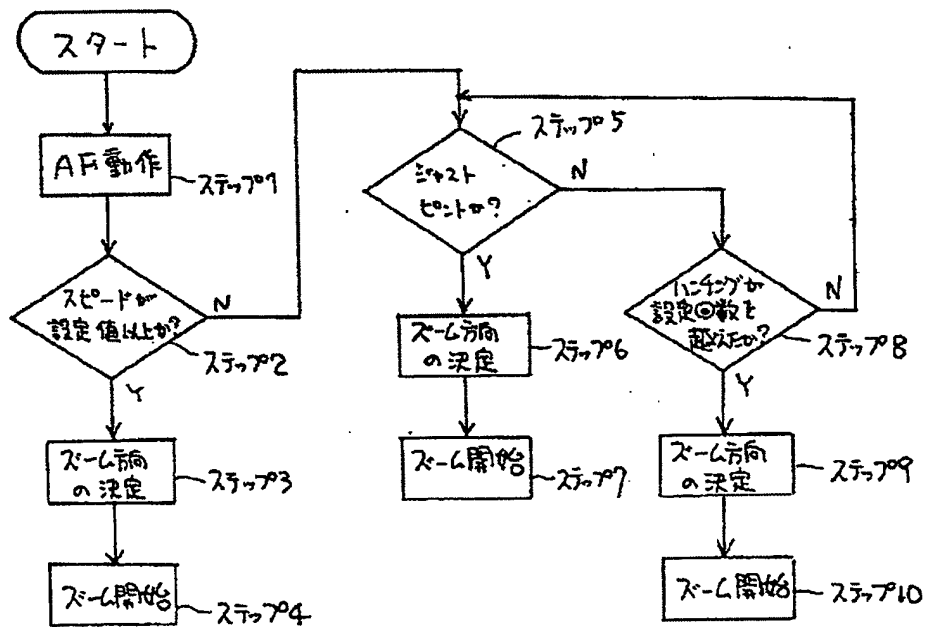 スタート
AF動作
ステップ1
スピードが
設定値以上か?
N
ステップ2
Y
ズーム方向
の決定
ステップ3
ズーム開始
ステップ4
ステップ5
ジャスト
ピントか?
N
Y
ズーム方向
の決定
ステップ6
ズーム開始
ステップ7
ハンチングが
設定回数を
越えたか?
N
ステップ8
Y
ズーム方向
の決定
ステップ9
ズーム開始
ステップ10